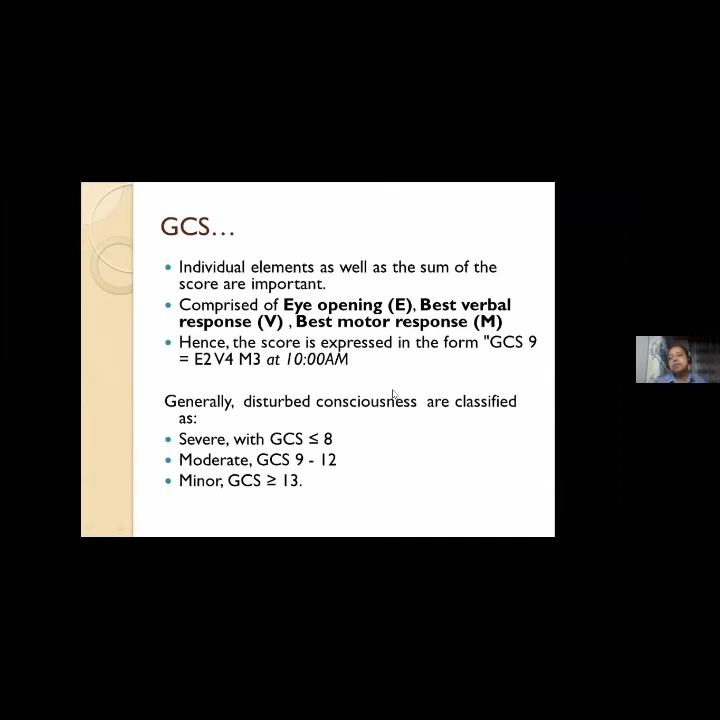 GCS...
Individual elements as well as the sum of the
score are important.
Comprised of Eye opening (E), Best verbal
response (V) , Best motor response (M)
Hence, the score is expressed in the form "GCS 9
= E2 V4 M3 at 10:00AM
Generally, disturbed consciousness are classified
as:
Severe, with GCS ≤ 8
Moderate, GCS 9 - 12
Minor, GCS ≥ 13.